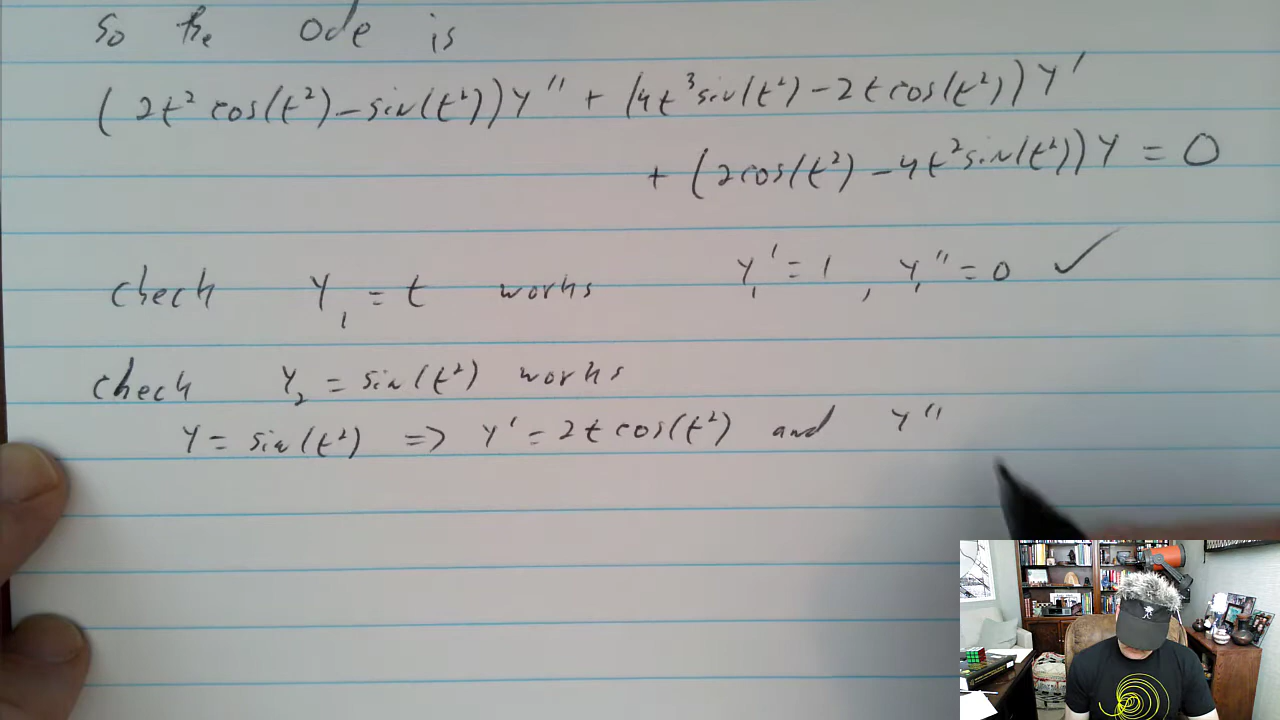 So the ode is
(2t² cos(t²) - sin(t²))y'' + (4t³ sin(t²) - 2t cos(t²))y'
+ (2cos(t²) - 4t² sin(t²))y = 0
check y₁ = t works y₁' = 1, y₁'' = 0 ✓
check y₂ = sin(t²) works
y = sin(t²) => y' = 2t cos(t²) and y''